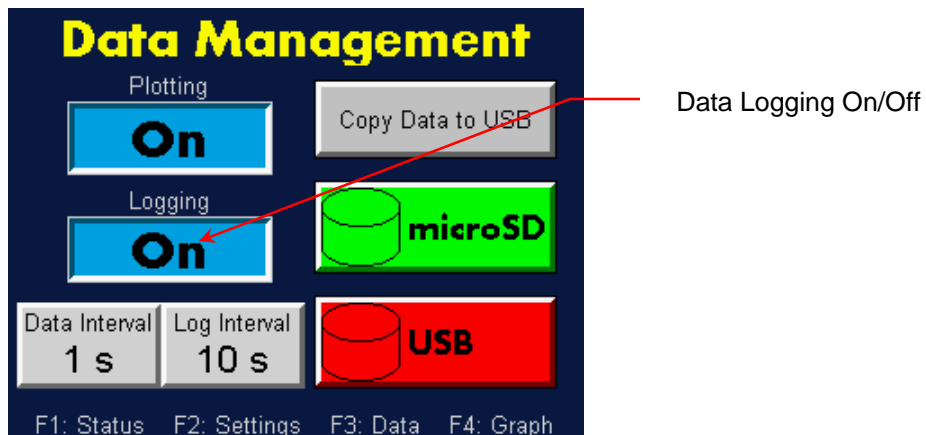 Data Management
Plotting
On
Copy Data to USB
Data Logging On/Off
Logging
On
microSD
Data Interval
1 s
Log Interval
10 s
USB
F1: Status F2: Settings F3: Data F4: Graph